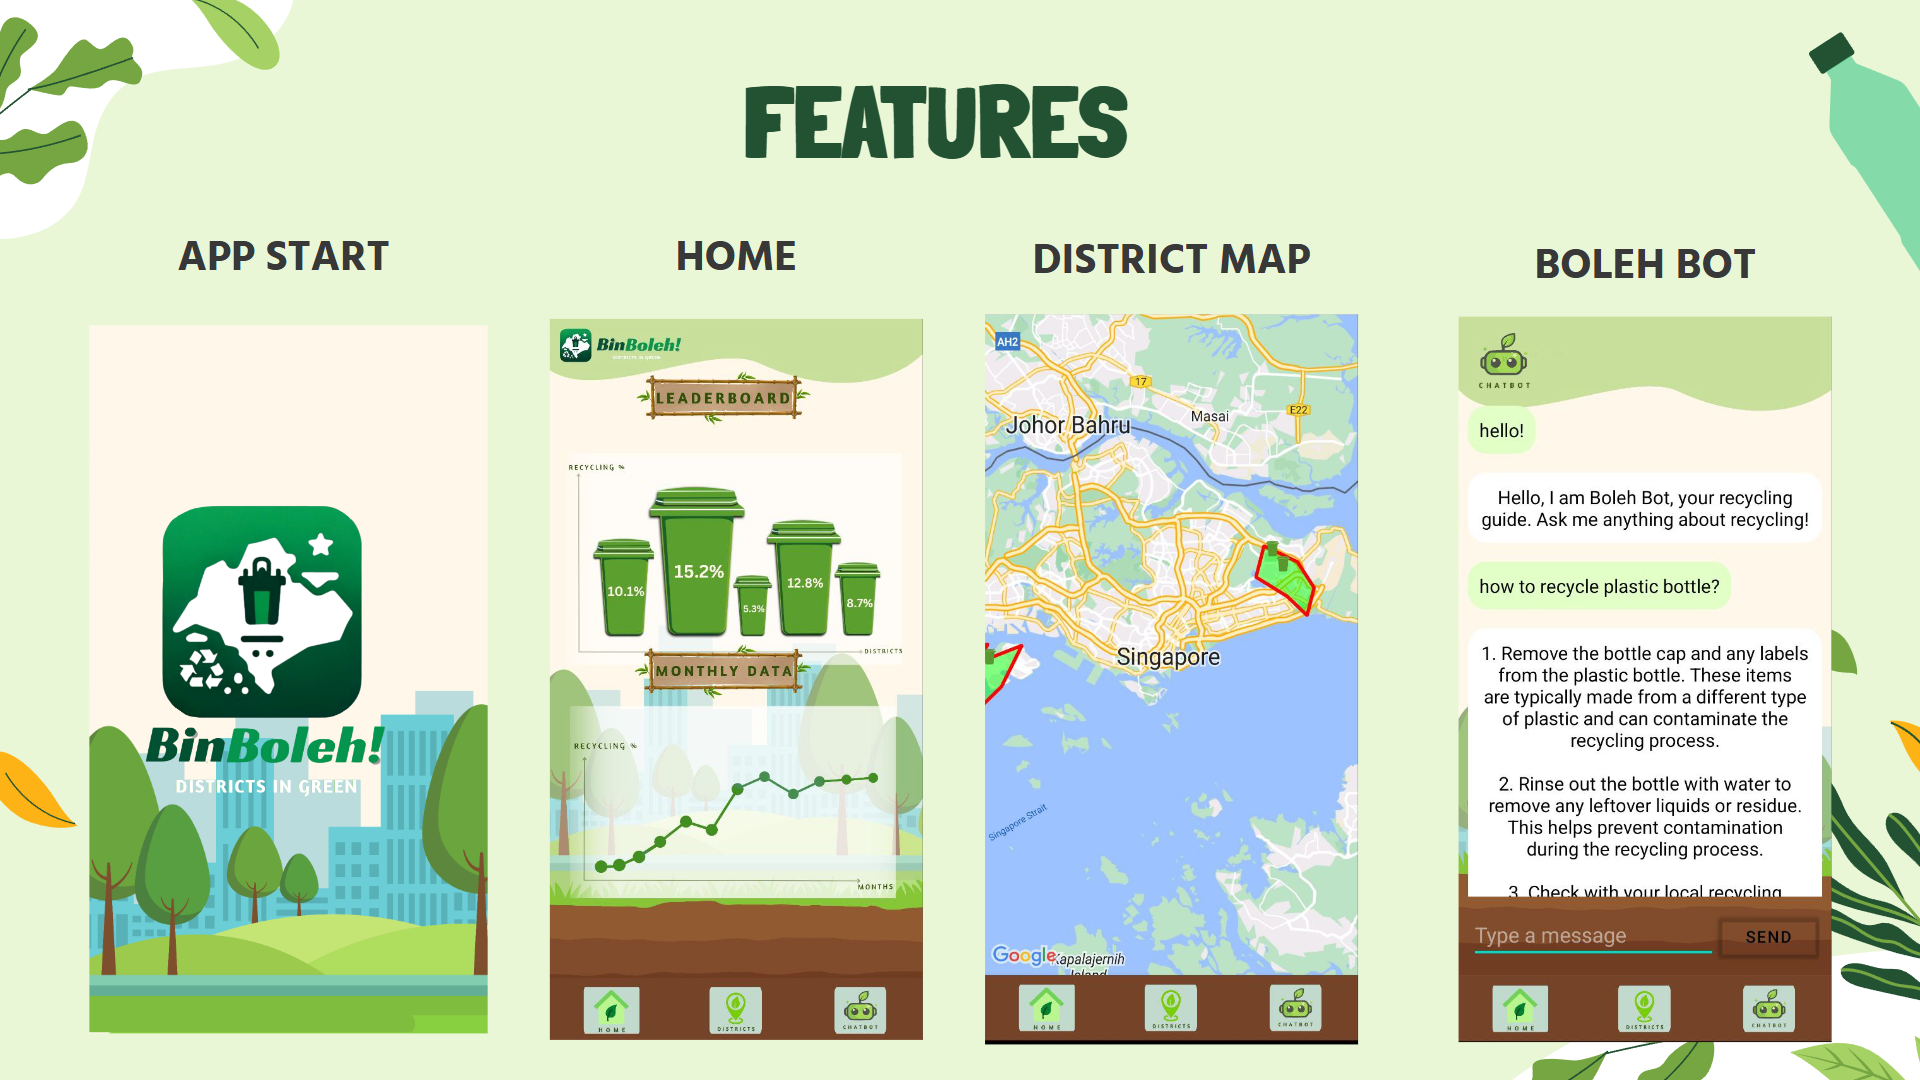 FEATURES
APP START
HOME
DISTRICT MAP
BOLEH BOT
BinBoleh!
DISTRICTS IN GREEN
BinBoleh!
DISTRICTS IN GREEN
LEADERBOARD
RECYCLING %
10.1%
15.2%
5.3%
12.8%
8.7%
DISTRICTS
MONTHLY DATA
RECYCLING %
MONTHS
HOME
DISTRICTS
CHATBOT
AH2
17
E22
Masai
Johor Bahru
Singapore
Singapore Strait
Google
Kapalajernih
Island
HOME
DISTRICTS
CHATBOT
CHATBOT
hello!
Hello, I am Boleh Bot, your recycling
guide. Ask me anything about recycling!
how to recycle plastic bottle?
1. Remove the bottle cap and any labels
from the plastic bottle. These items
are typically made from a different type
of plastic and can contaminate the
recycling process.
2. Rinse out the bottle with water to
remove any leftover liquids or residue.
This helps prevent contamination
during the recycling process.
3. Check with your local recycling
Type a message
SEND
HOME
DISTRICTS
CHATBOT